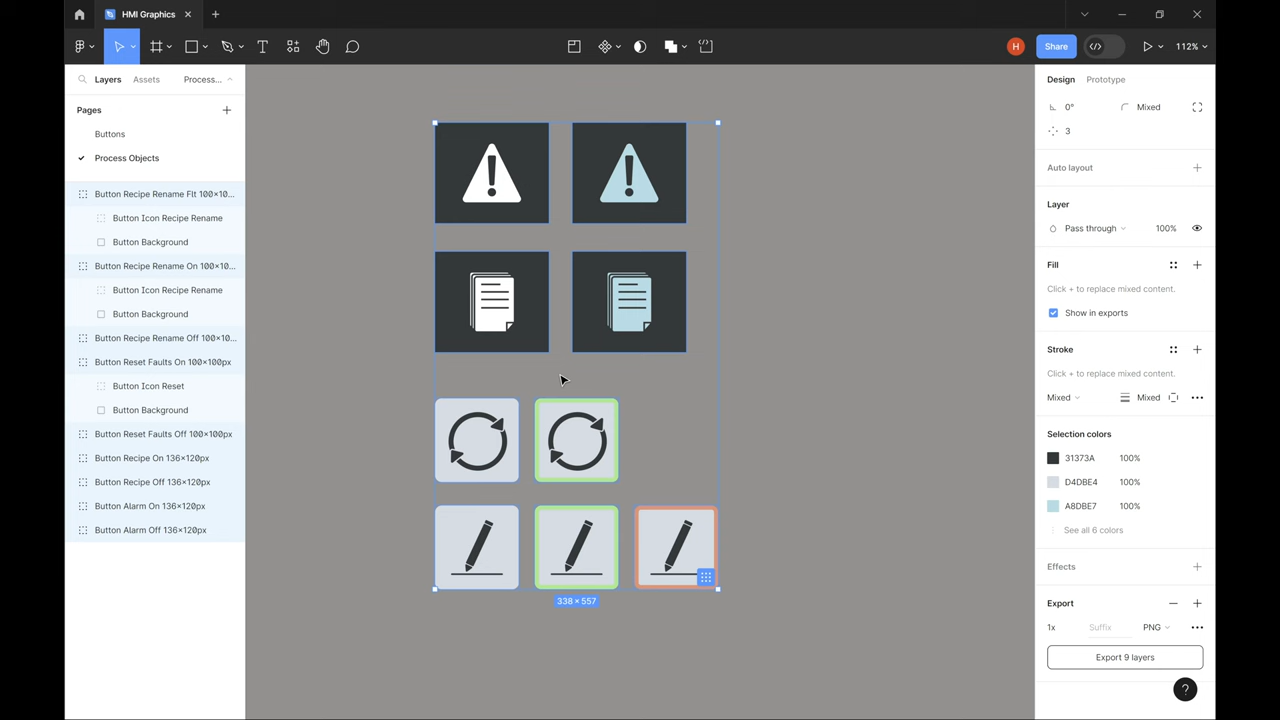 HMI Graphics
H
Share
112%
Layers
Assets
Process...
Pages
Buttons
Process Objects
Button Recipe Rename Flt 100×10...
Button Icon Recipe Rename
Button Background
Button Recipe Rename On 100×10...
Button Icon Recipe Rename
Button Background
Button Recipe Rename Off 100×10...
Button Reset Faults On 100×100px
Button Icon Reset
Button Background
Button Reset Faults Off 100×100px
Button Recipe On 136×120px
Button Recipe Off 136×120px
Button Alarm On 136×120px
Button Alarm Off 136×120px
338 × 557
Design
Prototype
0°
Mixed
3
Auto layout
Layer
Pass through
100%
Fill
Click + to replace mixed content.
Show in exports
Stroke
Click + to replace mixed content.
Mixed
Mixed
Selection colors
31373A
100%
D4DBE4
100%
A8DBE7
100%
See all 6 colors
Effects
Export
1x
Suffix
PNG
Export 9 layers
?